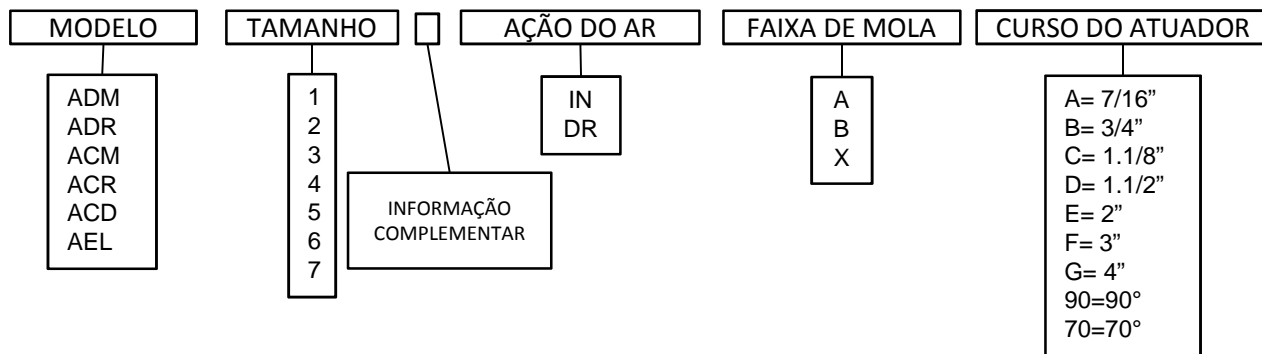 MODELO
TAMANHO
AÇÃO DO AR
FAIXA DE MOLA
CURSO DO ATUADOR
ADM
ADR
ACM
ACR
ACD
AEL
1
2
3
4
5
6
7
INFORMAÇÃO
COMPLEMENTAR
IN
DR
A
B
X
A= 7/16”
B= 3/4”
C= 1.1/8”
D= 1.1/2”
E= 2”
F= 3”
G= 4”
90=90°
70=70°